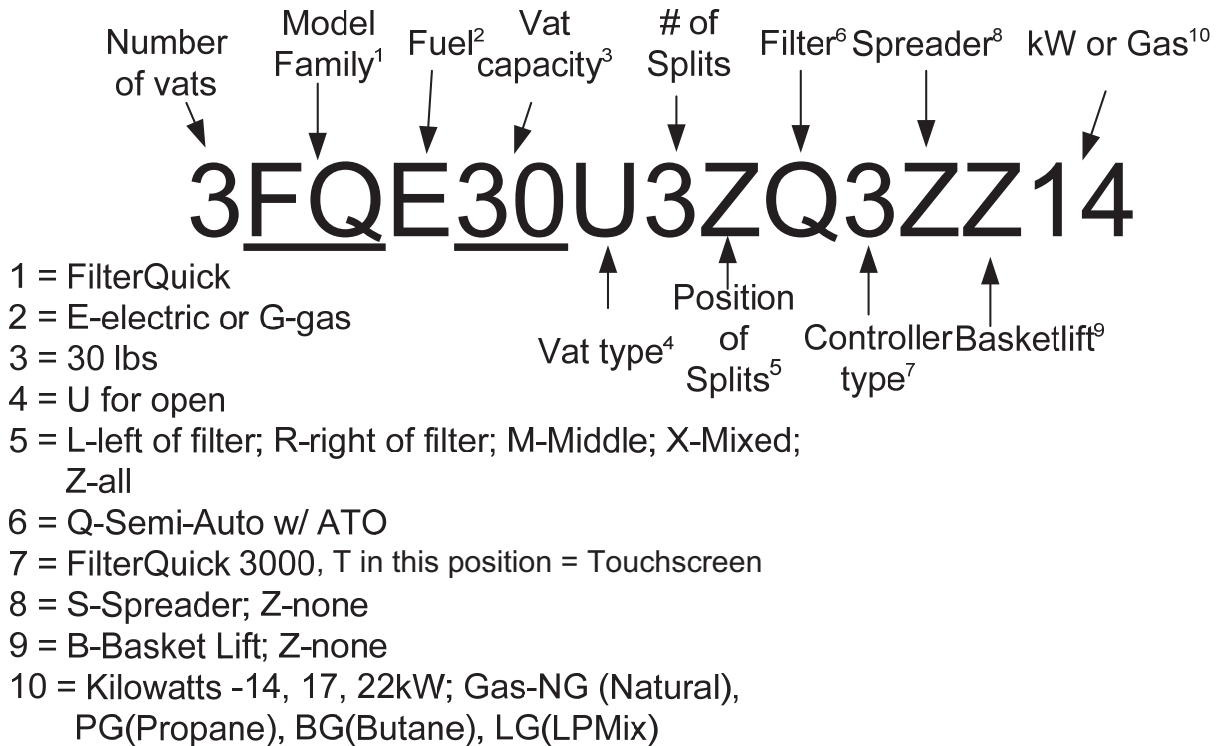 Number
of vats
Model
Family1
Fuel2
Vat
capacity3
# of
Splits
Filter6
Spreader8
kW or Gas10
3FQE30U3ZQ3ZZ14
Vat type4
Position
of
Splits5
Controller
type7
Basketlift9
1 = FilterQuick
2 = E-electric or G-gas
3 = 30 lbs
4 = U for open
5 = L-left of filter; R-right of filter; M-Middle; X-Mixed;
Z-all
6 = Q-Semi-Auto w/ ATO
7 = FilterQuick 3000, T in this position = Touchscreen
8 = S-Spreader; Z-none
9 = B-Basket Lift; Z-none
10 = Kilowatts -14, 17, 22kW; Gas-NG (Natural),
PG(Propane), BG(Butane), LG(LPMix)